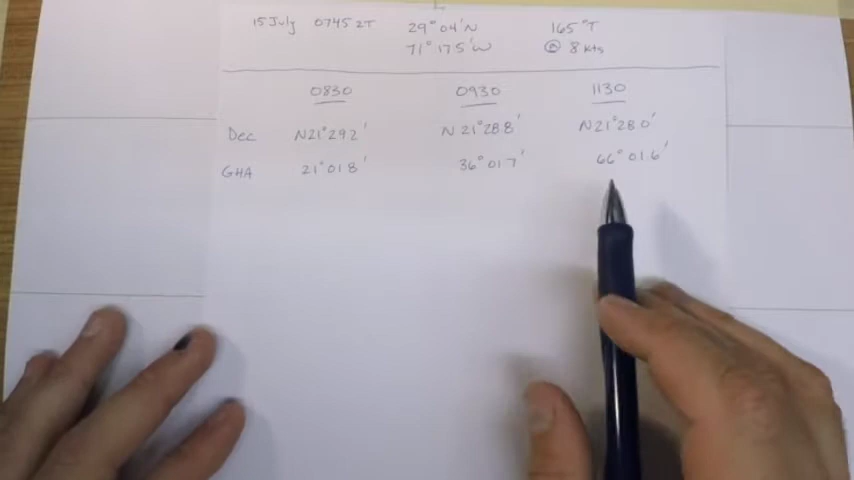 15 July 0745 ZT 29° 04' N 165° T
71° 17.5' W @ 8 kts
0830 0930 1130
Dec N21° 29.2' N 21° 28.8' N21° 28.0'
GHA 21° 01.8' 36° 01.7' 66° 01.6'